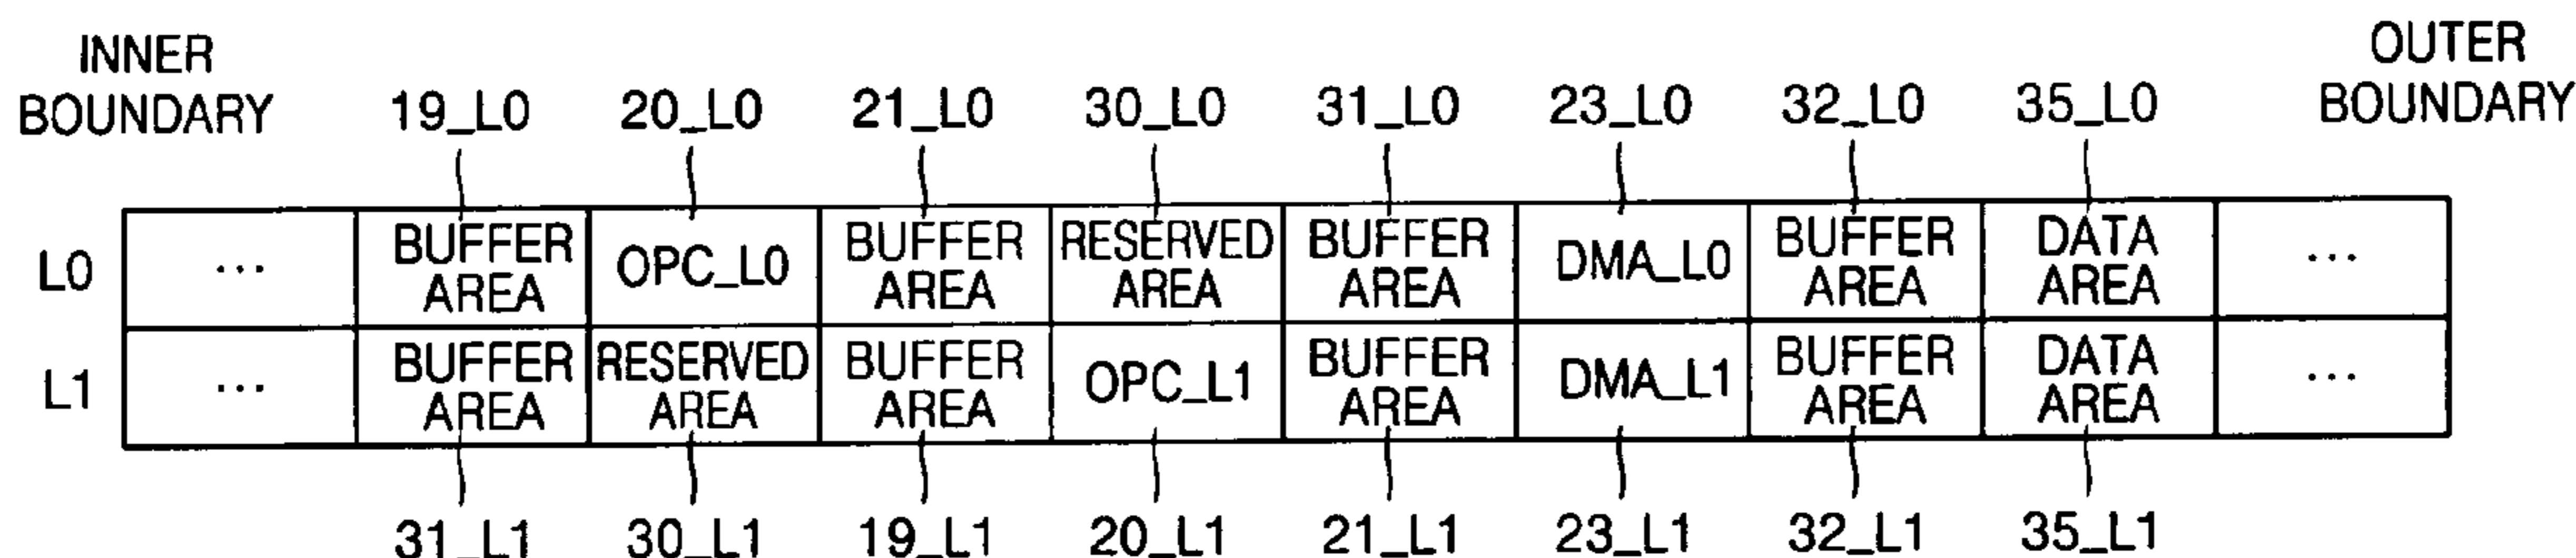 INNER
BOUNDARY
OUTER
BOUNDARY
19_L0 20_L0 21_L0 30_L0 31_L0 23_L0 32_L0 35_L0
L0 ... BUFFER AREA OPC_L0 BUFFER AREA RESERVED AREA BUFFER AREA DMA_L0 BUFFER AREA DATA AREA ...
L1 ... BUFFER AREA RESERVED AREA BUFFER AREA OPC_L1 BUFFER AREA DMA_L1 BUFFER AREA DATA AREA ...
31_L1 30_L1 19_L1 20_L1 21_L1 23_L1 32_L1 35_L1